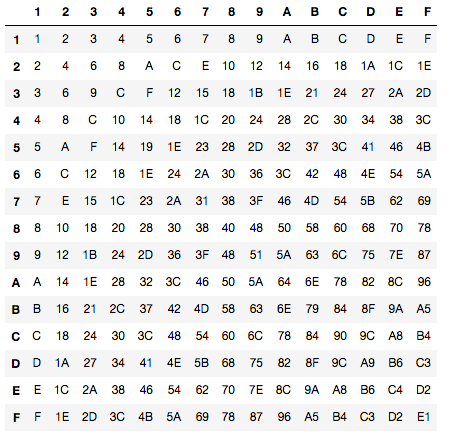 1 2 3 4 5 6 7 8 9 A B C D E F
1 1 2 3 4 5 6 7 8 9 A B C D E F
2 2 4 6 8 A C E 10 12 14 16 18 1A 1C 1E
3 3 6 9 C F 12 15 18 1B 1E 21 24 27 2A 2D
4 4 8 C 10 14 18 1C 20 24 28 2C 30 34 38 3C
5 5 A F 14 19 1E 23 28 2D 32 37 3C 41 46 4B
6 6 C 12 18 1E 24 2A 30 36 3C 42 48 4E 54 5A
7 7 E 15 1C 23 2A 31 38 3F 46 4D 54 5B 62 69
8 8 10 18 20 28 30 38 40 48 50 58 60 68 70 78
9 9 12 1B 24 2D 36 3F 48 51 5A 63 6C 75 7E 87
A A 14 1E 28 32 3C 46 50 5A 64 6E 78 82 8C 96
B B 16 21 2C 37 42 4D 58 63 6E 79 84 8F 9A A5
C C 18 24 30 3C 48 54 60 6C 78 84 90 9C A8 B4
D D 1A 27 34 41 4E 5B 68 75 82 8F 9C A9 B6 C3
E E 1C 2A 38 46 54 62 70 7E 8C 9A A8 B6 C4 D2
F F 1E 2D 3C 4B 5A 69 78 87 96 A5 B4 C3 D2 E1